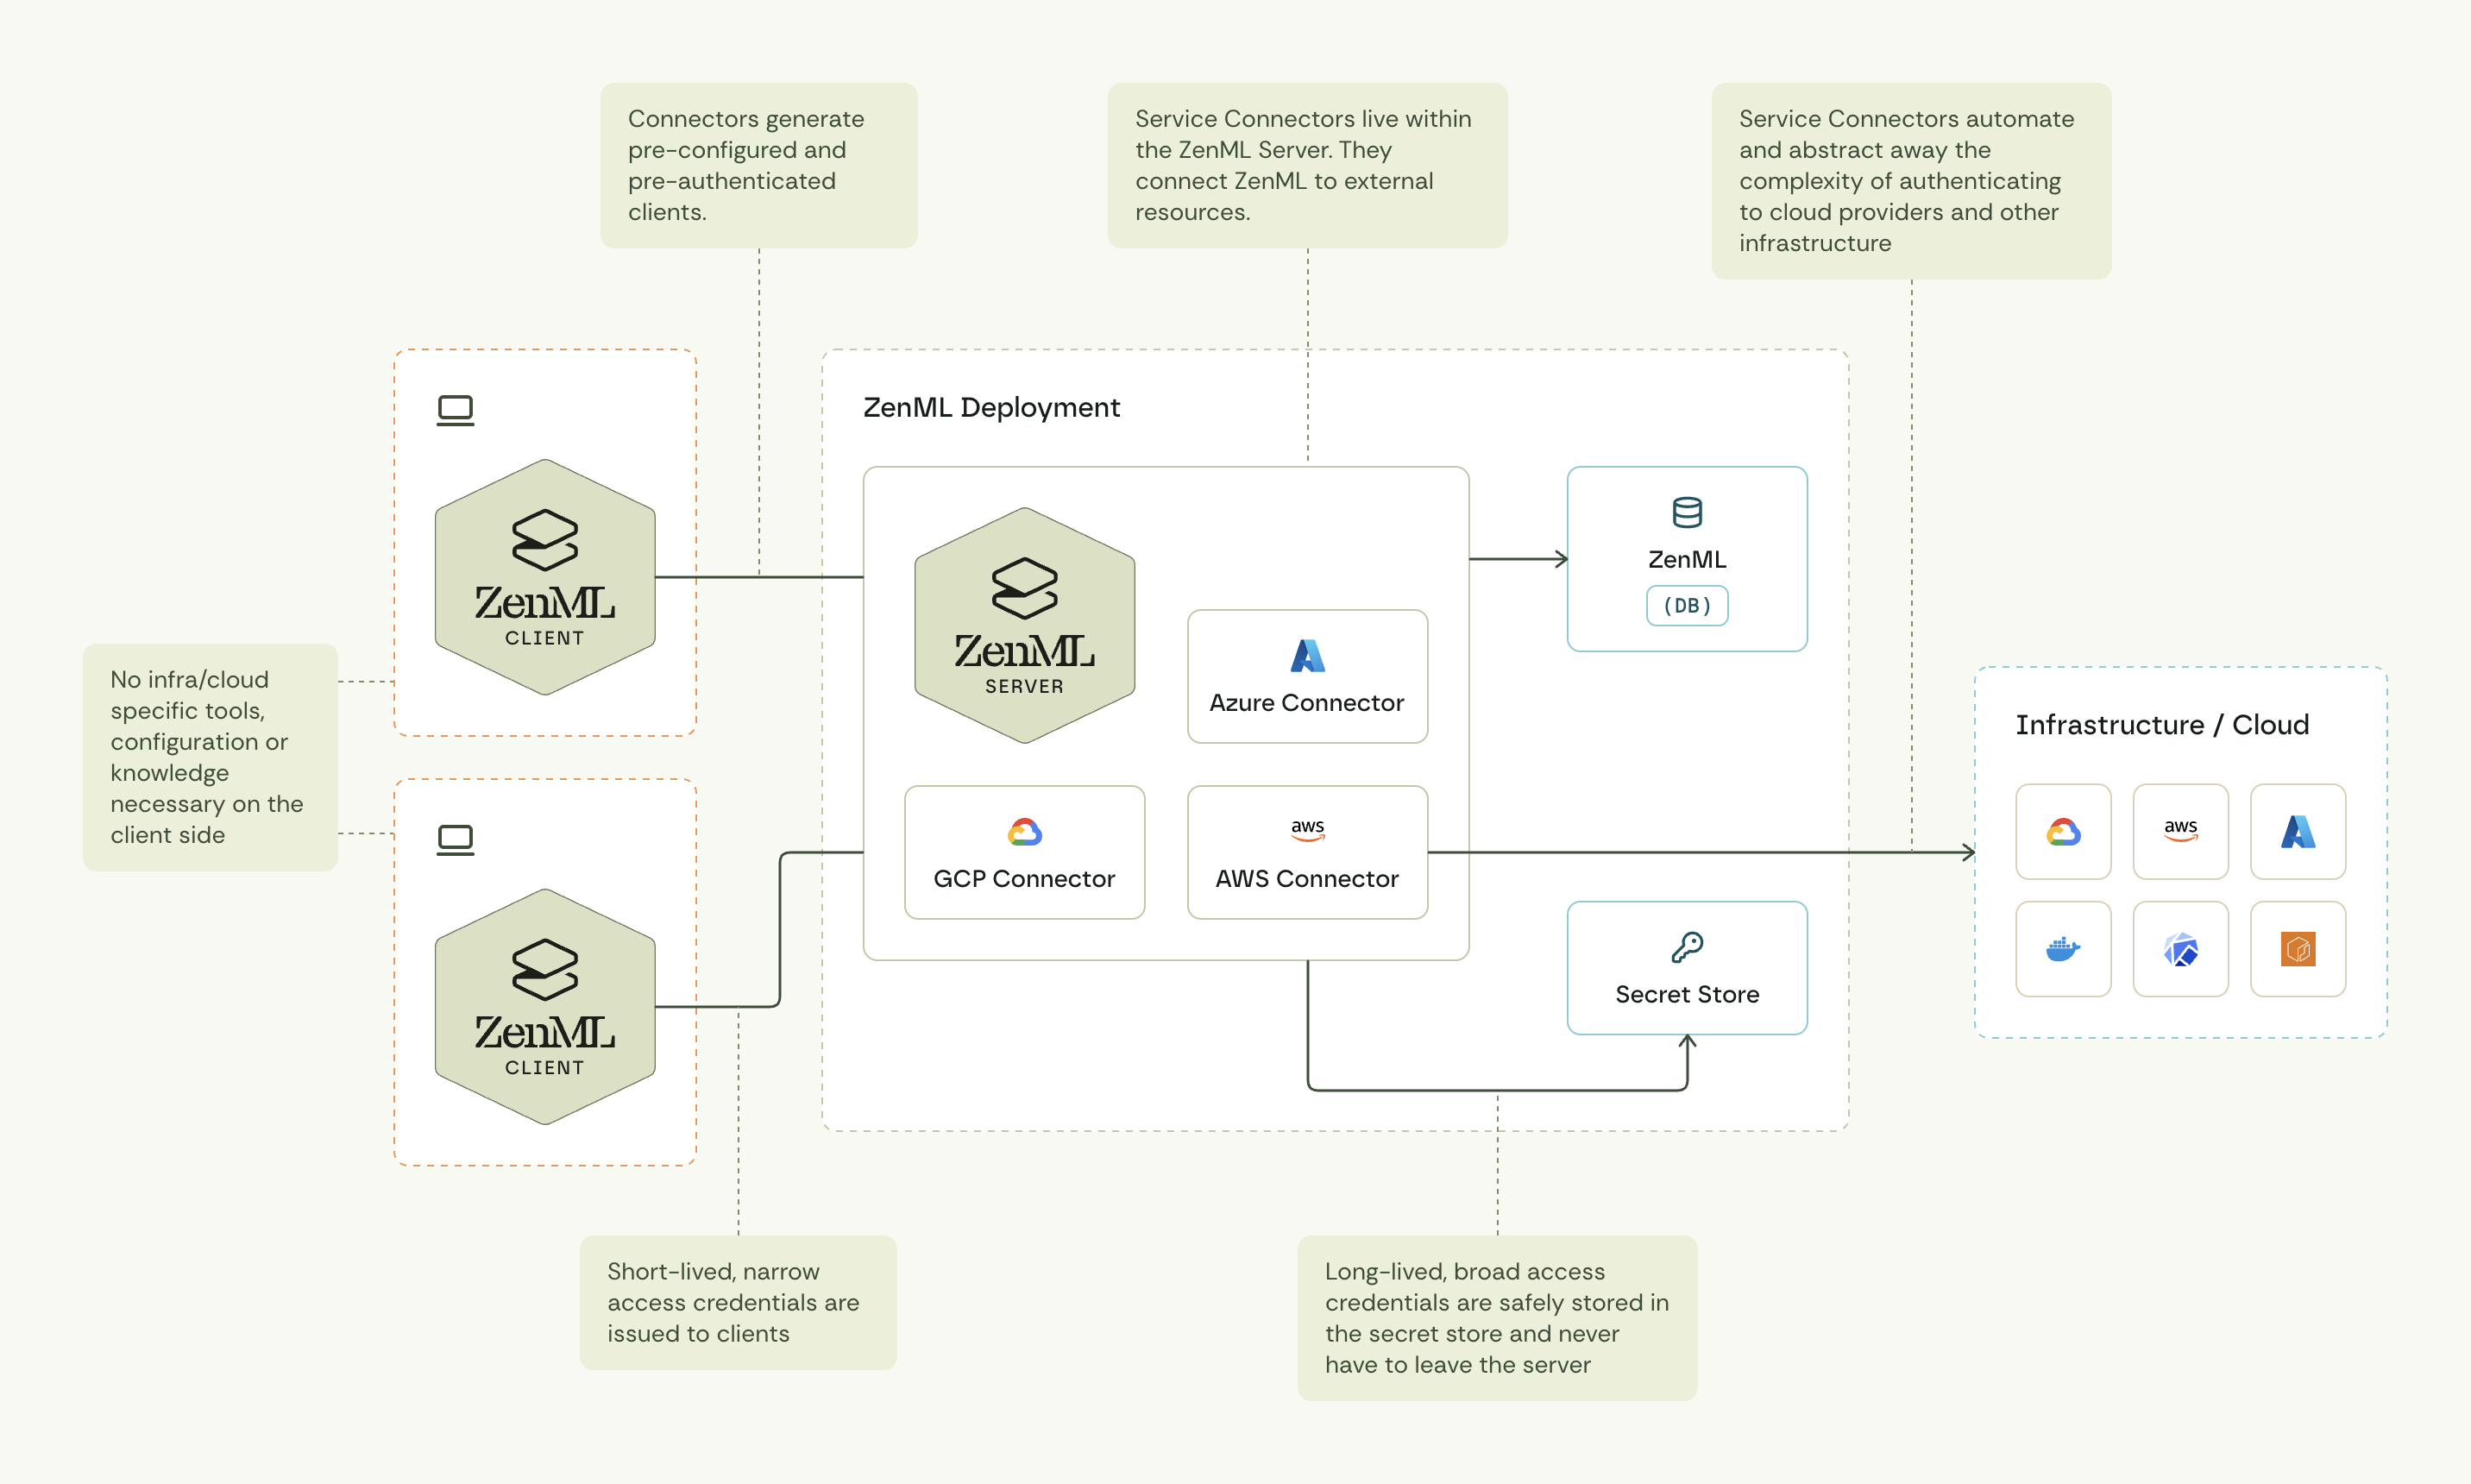 Connectors generate
pre-configured and
pre-authenticated
clients.
Service Connectors live within
the ZenML Server. They
connect ZenML to external
resources.
Service Connectors automate
and abstract away the
complexity of authenticating
to cloud providers and other
infrastructure
No infra/cloud
specific tools,
configuration or
knowledge
necessary on the
client side
ZenML
CLIENT
ZenML
CLIENT
ZenML Deployment
ZenML
SERVER
Azure Connector
GCP Connector
aws
AWS Connector
ZenML
(DB)
Secret Store
Infrastructure / Cloud
aws
Short-lived, narrow
access credentials are
issued to clients
Long-lived, broad access
credentials are safely stored in
the secret store and never
have to leave the server